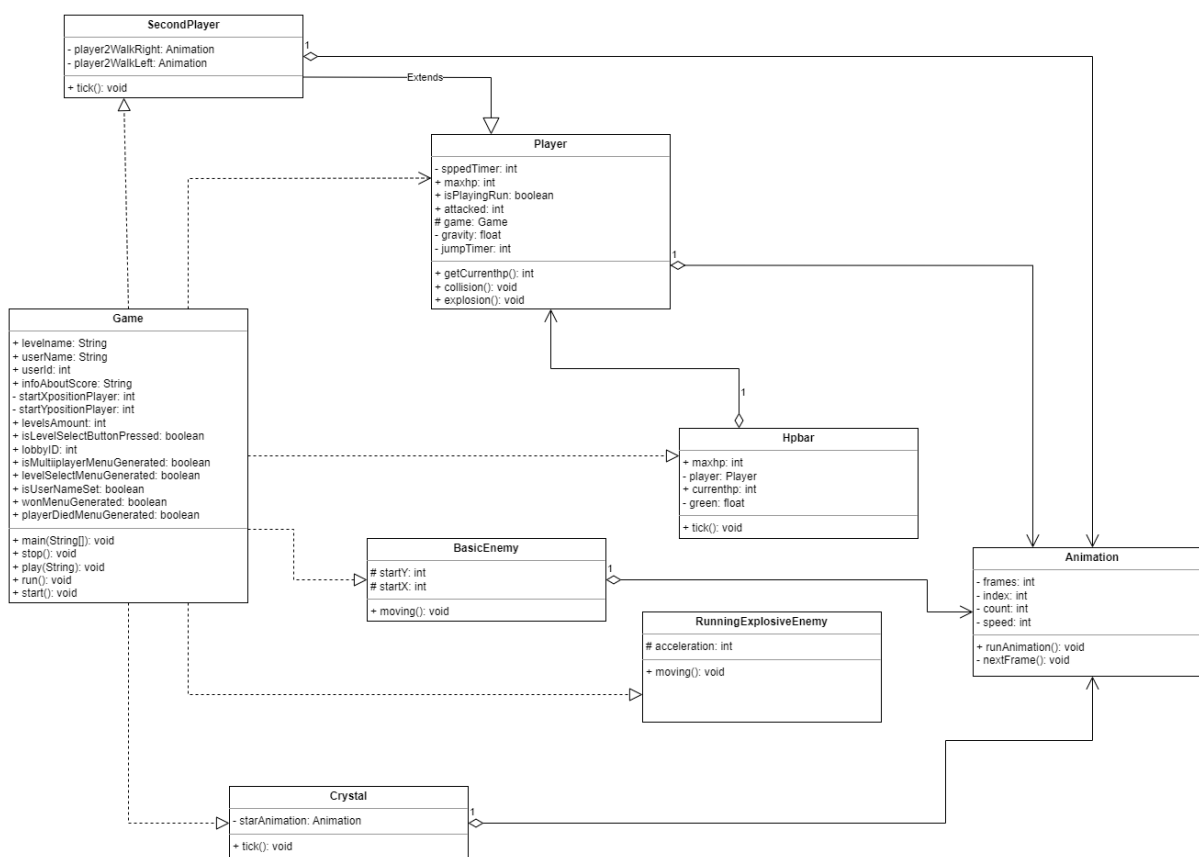 SecondPlayer
- player2WalkRight: Animation
- player2WalkLeft: Animation
+ tick(): void
1
Extends
Player
- sppedTimer: int
+ maxhp: int
+ isPlayingRun: boolean
+ attacked: int
# game: Game
- gravity: float
- jumpTimer: int
+ getCurrenthp(): int
+ collision(): void
+ explosion(): void
1
Game
+ levelname: String
+ userName: String
+ userId: int
+ infoAboutScore: String
- startXpositionPlayer: int
- startYpositionPlayer: int
+ levelsAmount: int
+ isLevelSelectButtonPressed: boolean
+ lobbyID: int
+ isMultiiplayerMenuGenerated: boolean
+ levelSelectMenuGenerated: boolean
+ isUserNameSet: boolean
+ wonMenuGenerated: boolean
+ playerDiedMenuGenerated: boolean
+ main(String[]): void
+ stop(): void
+ play(String): void
+ run(): void
+ start(): void
1
Hpbar
+ maxhp: int
- player: Player
+ currenthp: int
- green: float
+ tick(): void
BasicEnemy
# startY: int
# startX: int
+ moving(): void
1
Animation
- frames: int
- index: int
- count: int
- speed: int
+ runAnimation(): void
- nextFrame(): void
RunningExplosiveEnemy
# acceleration: int
+ moving(): void
Crystal
- starAnimation: Animation
+ tick(): void
1